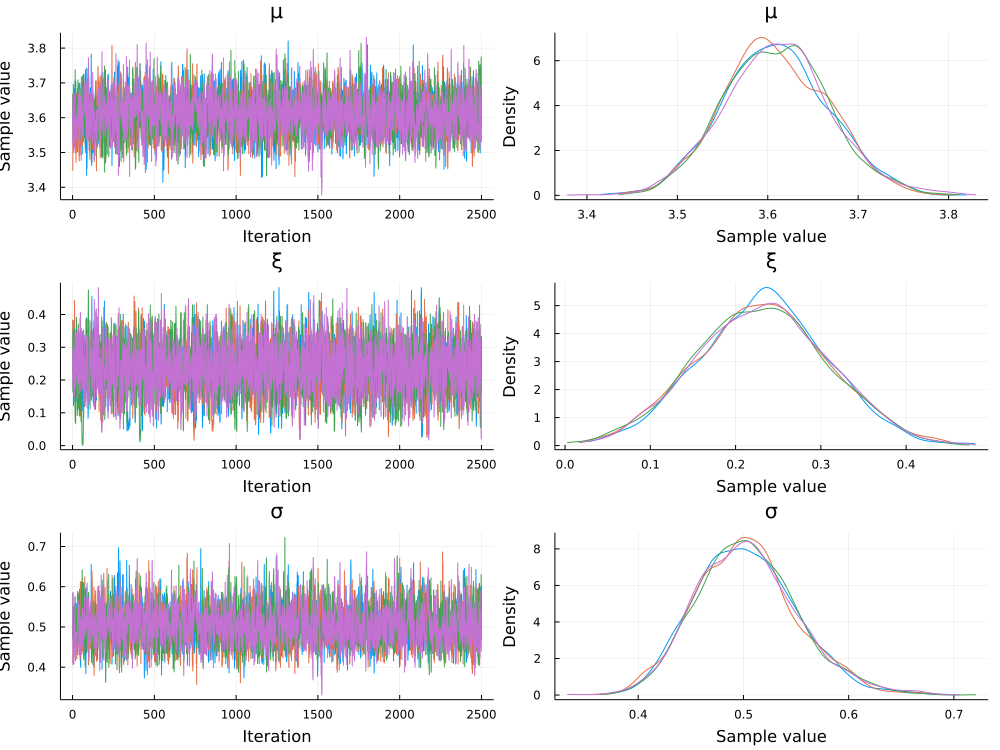 μ
μ
Sample value
3.8
3.7
3.6
3.5
3.4
0 500 1000 1500 2000 2500
Iteration
Density
6
4
2
0
3.4 3.5 3.6 3.7 3.8
Sample value
ξ
ξ
Sample value
0.4
0.3
0.2
0.1
0.0
0 500 1000 1500 2000 2500
Iteration
Density
5
4
3
2
1
0
0.0 0.1 0.2 0.3 0.4
Sample value
σ
σ
Sample value
0.7
0.6
0.5
0.4
0 500 1000 1500 2000 2500
Iteration
Density
8
6
4
2
0
0.4 0.5 0.6 0.7
Sample value